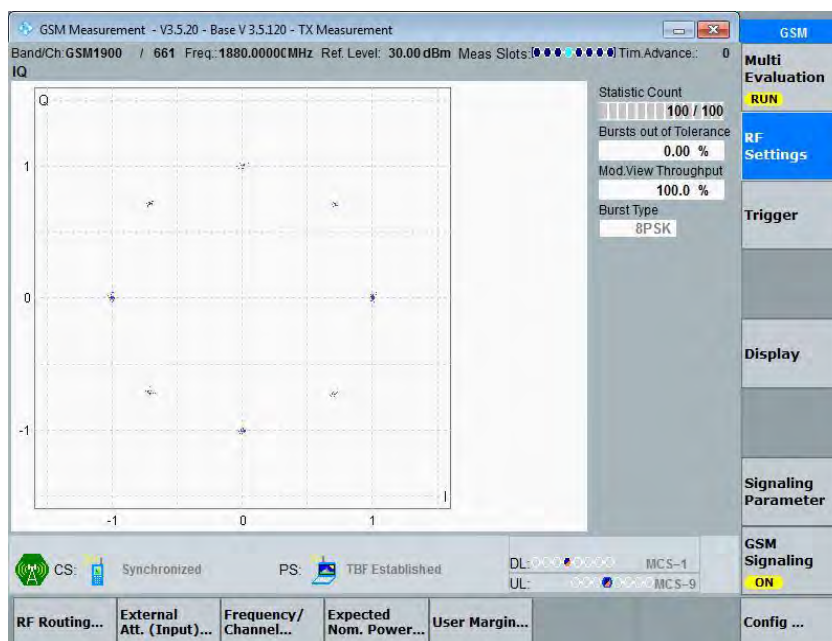 GSM Measurement - V3.5.20 - Base V 3.5.120 - TX Measurement
GSM
Band/Ch: GSM1900 / 661 Freq.: 1880.0000 MHz Ref. Level: 30.00 dBm Meas Slots: Tim.Advance.: 0
IQ
Multi
Evaluation
RUN
RF
Settings
Trigger
Display
Signaling
Parameter
GSM
Signaling
ON
Config ...
Statistic Count
100 / 100
Bursts out of Tolerance
0.00 %
Mod.View Throughput
100.0 %
Burst Type
8PSK
Q
1
0
-1
I
-1 0 1
CS: Synchronized PS: TBF Established
DL: MCS-1
UL: MCS-9
RF Routing...
External
Att. (Input)...
Frequency/
Channel...
Expected
Nom. Power...
User Margin...